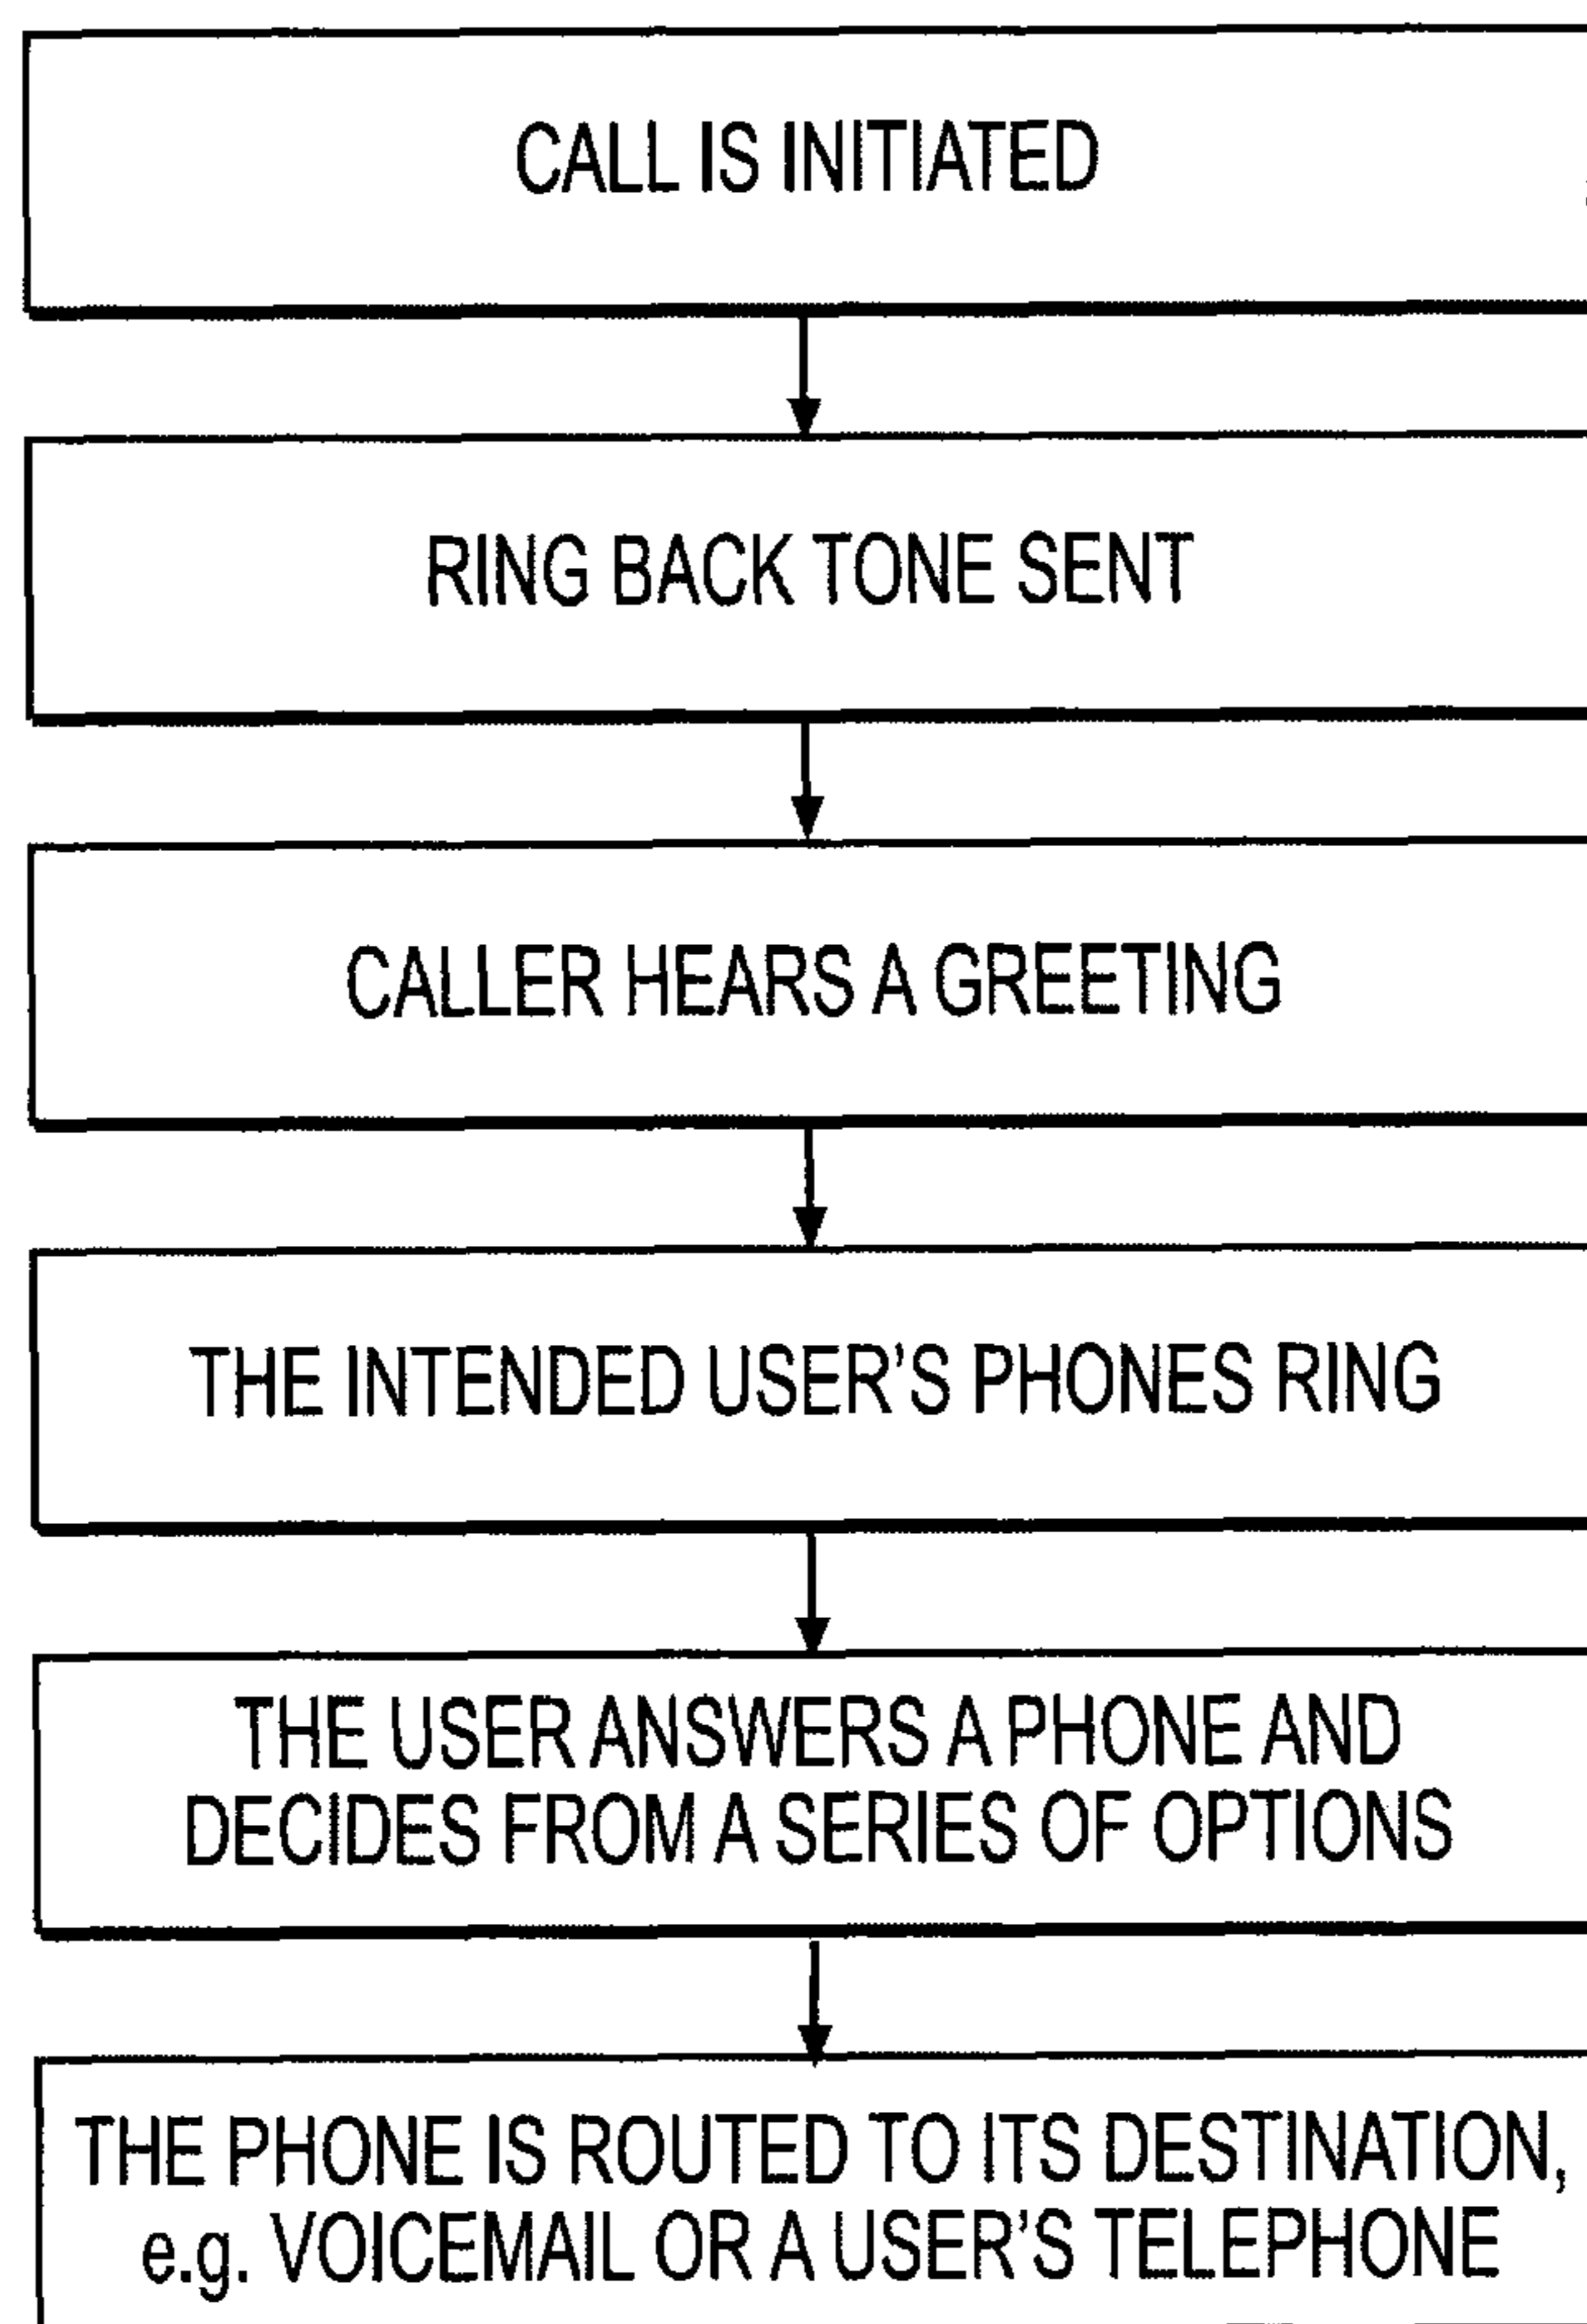 CALL IS INITIATED
RING BACK TONE SENT
CALLER HEARS A GREETING
THE INTENDED USER'S PHONES RING
THE USER ANSWERS A PHONE AND
DECIDES FROM A SERIES OF OPTIONS
THE PHONE IS ROUTED TO ITS DESTINATION,
e.g. VOICEMAIL OR A USER'S TELEPHONE